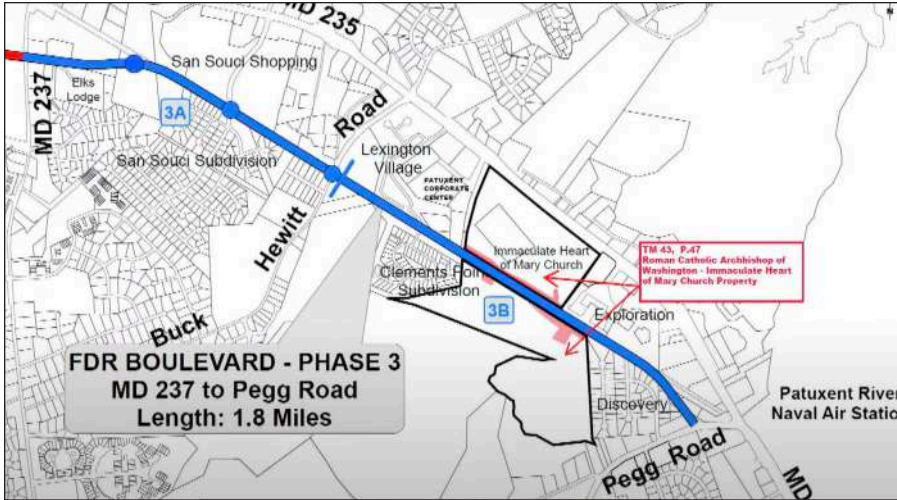 MD 235
San Souci Shopping
Elks
Lodge
MD 237
3A
Road
Lexington
Village
San Souci Subdivision
PATUXENT
CORPORATE
CENTER
Hewitt
Immaculate Heart
of Mary Church
TM 43, P.47
Roman Catholic Archbishop of
Washington - Immaculate Heart
of Mary Church Property
Clements Poin
Subdivision
3B
Exploration
Buck
FDR BOULEVARD - PHASE 3
MD 237 to Pegg Road
Length: 1.8 Miles
Discovery
Patuxent River
Naval Air Statio
Pegg Road
MD